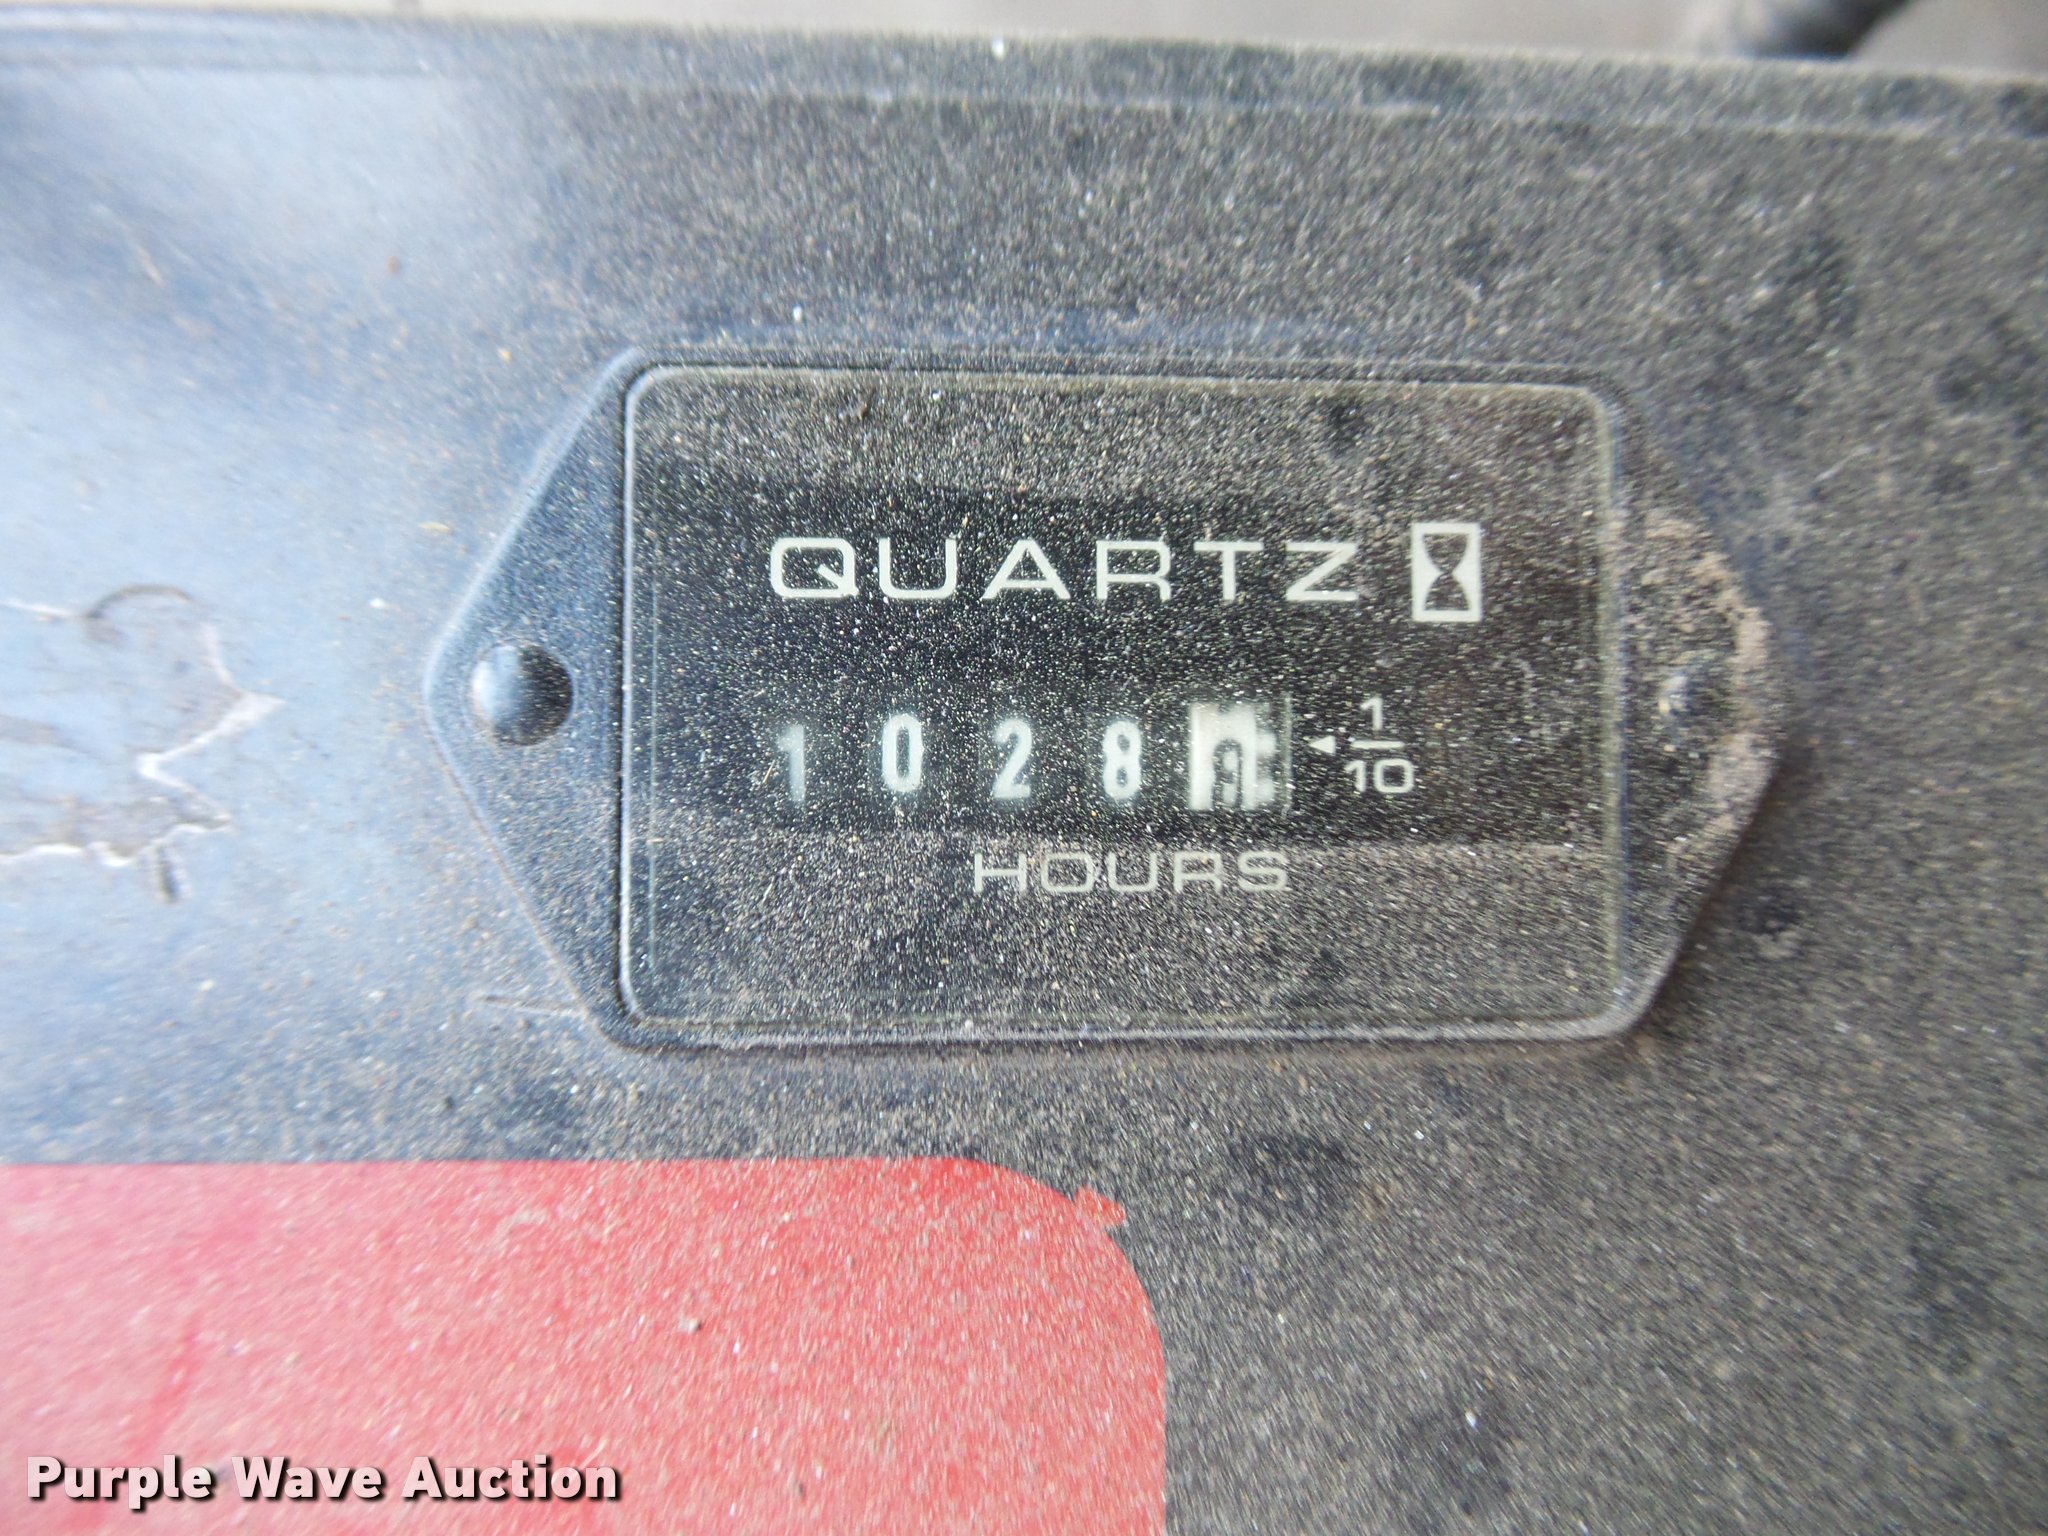 QUARTZ
1028 1/10
HOURS
Purple Wave Auction